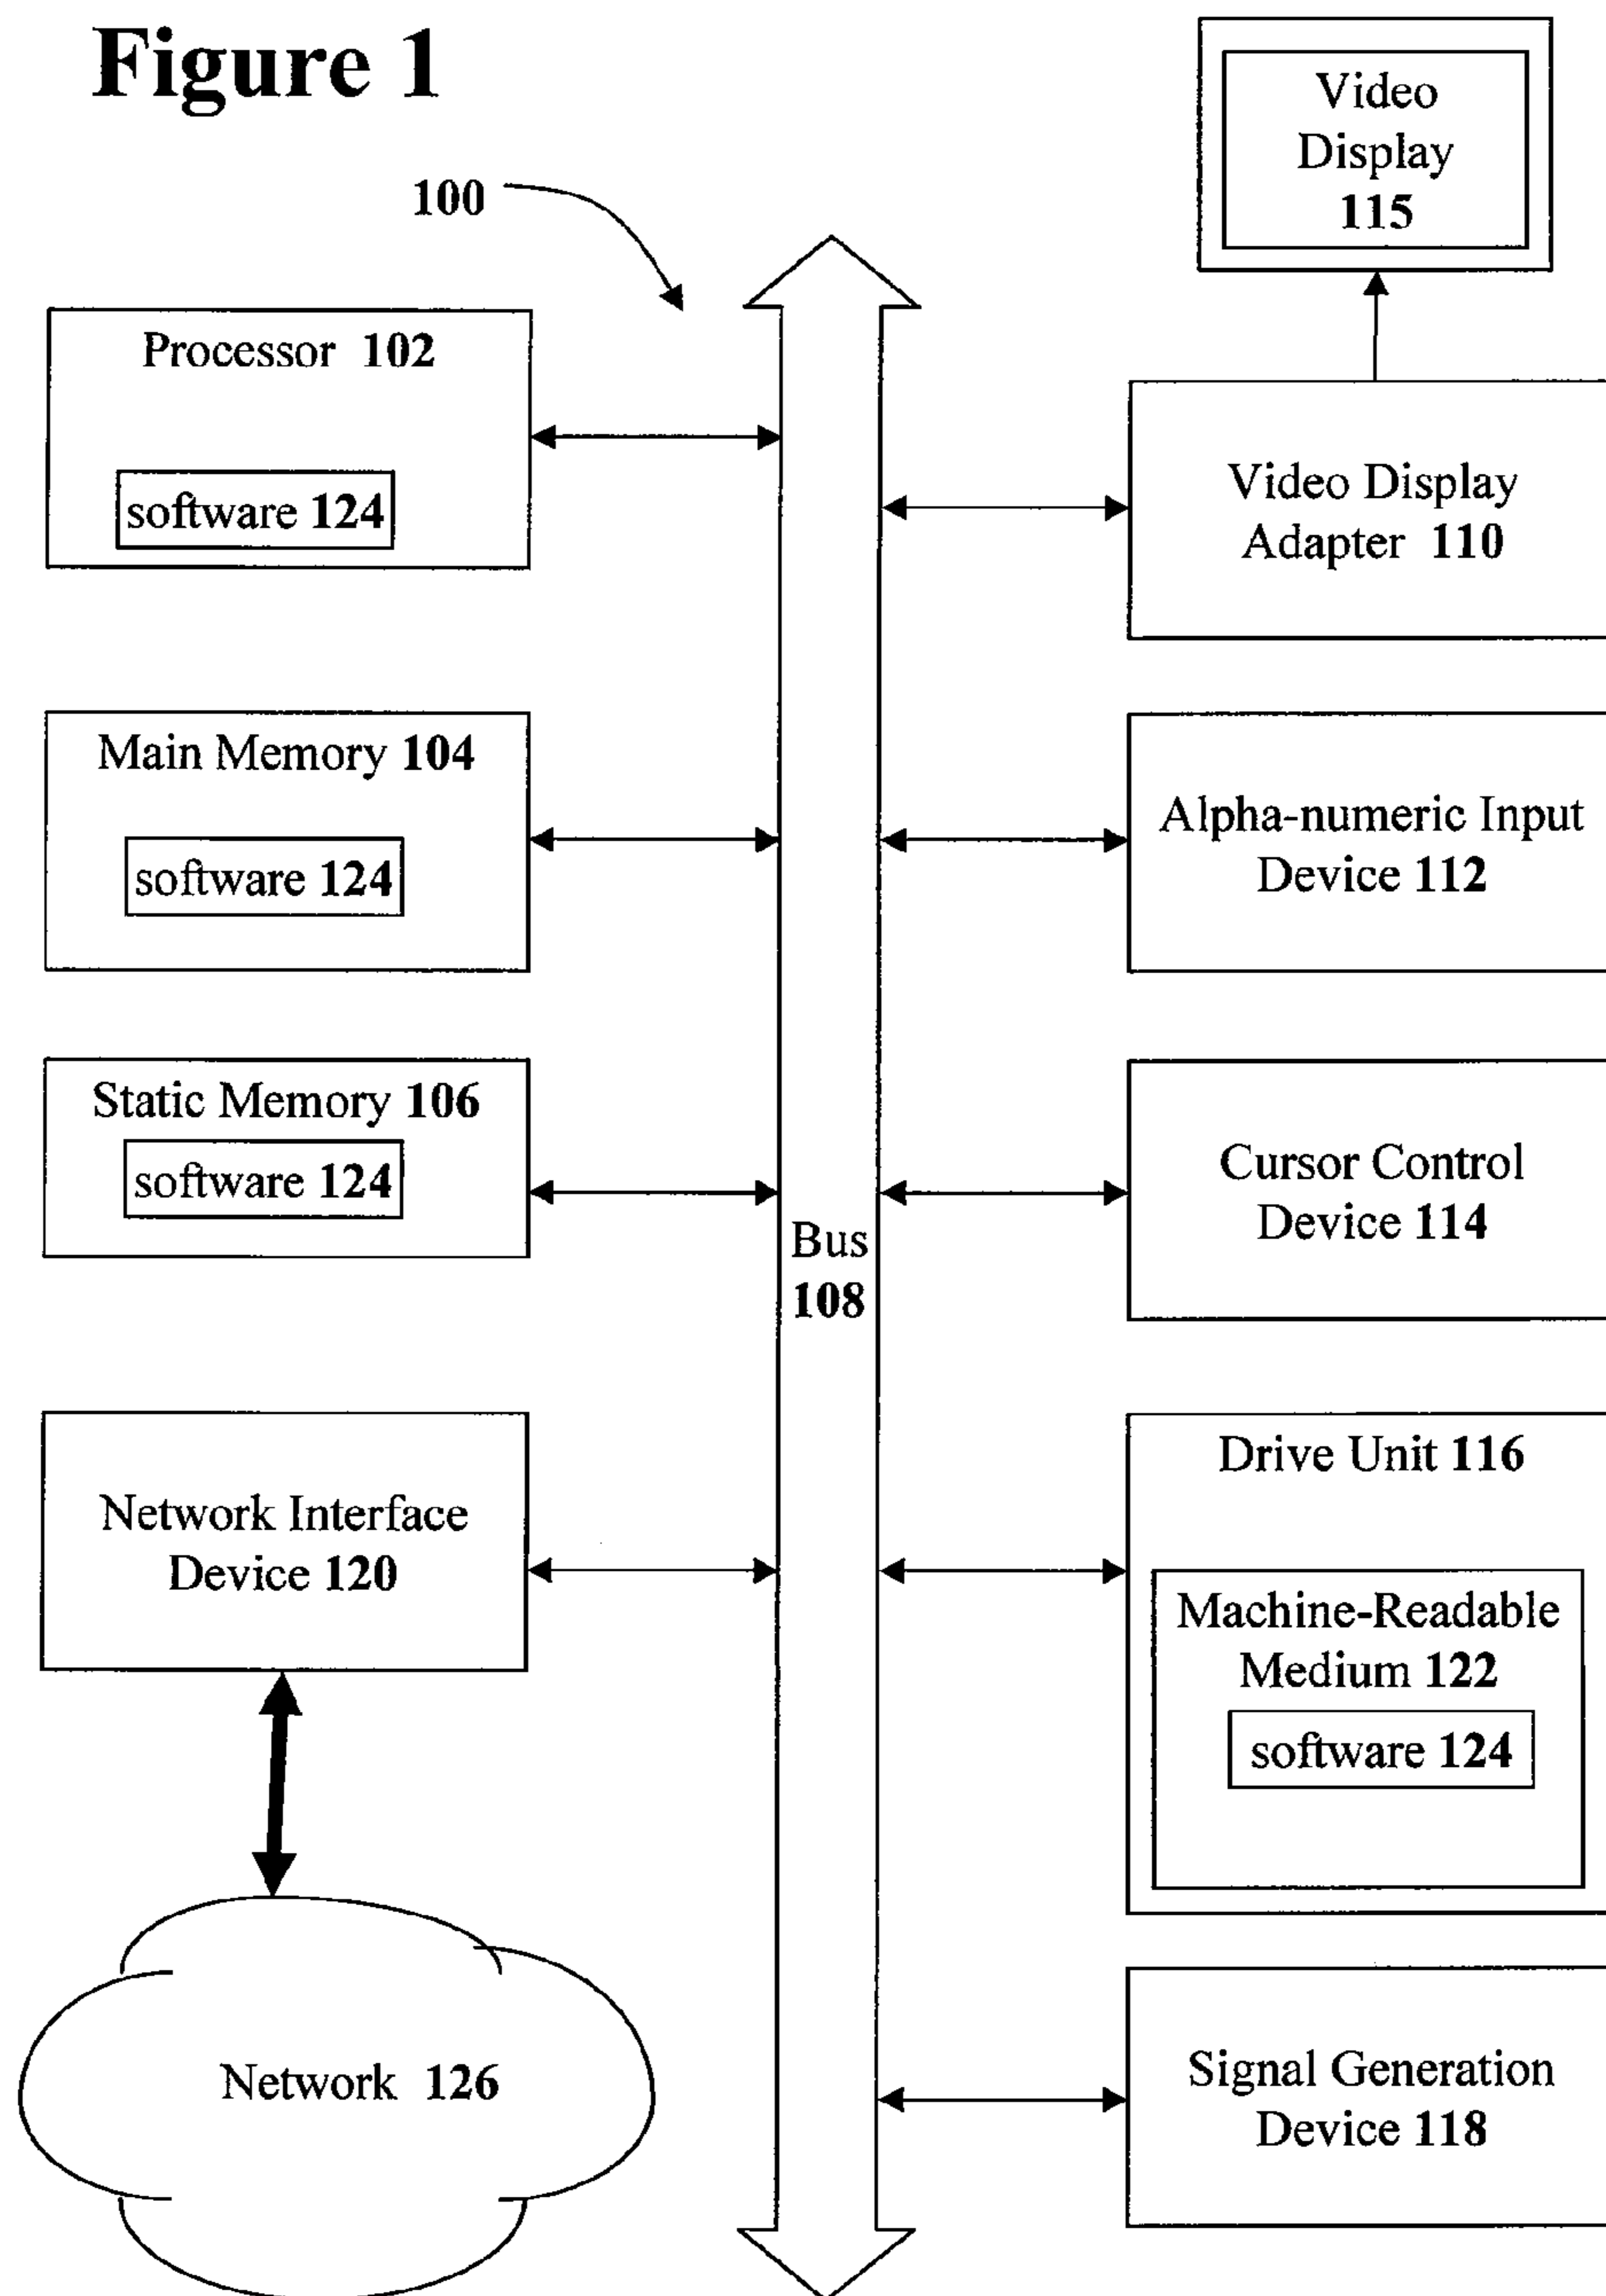 Figure 1
100
Video
Display
115
Processor 102
software 124
Video Display
Adapter 110
Main Memory 104
software 124
Alpha-numeric Input
Device 112
Static Memory 106
software 124
Cursor Control
Device 114
Bus
108
Network Interface
Device 120
Drive Unit 116
Machine-Readable
Medium 122
software 124
Network 126
Signal Generation
Device 118